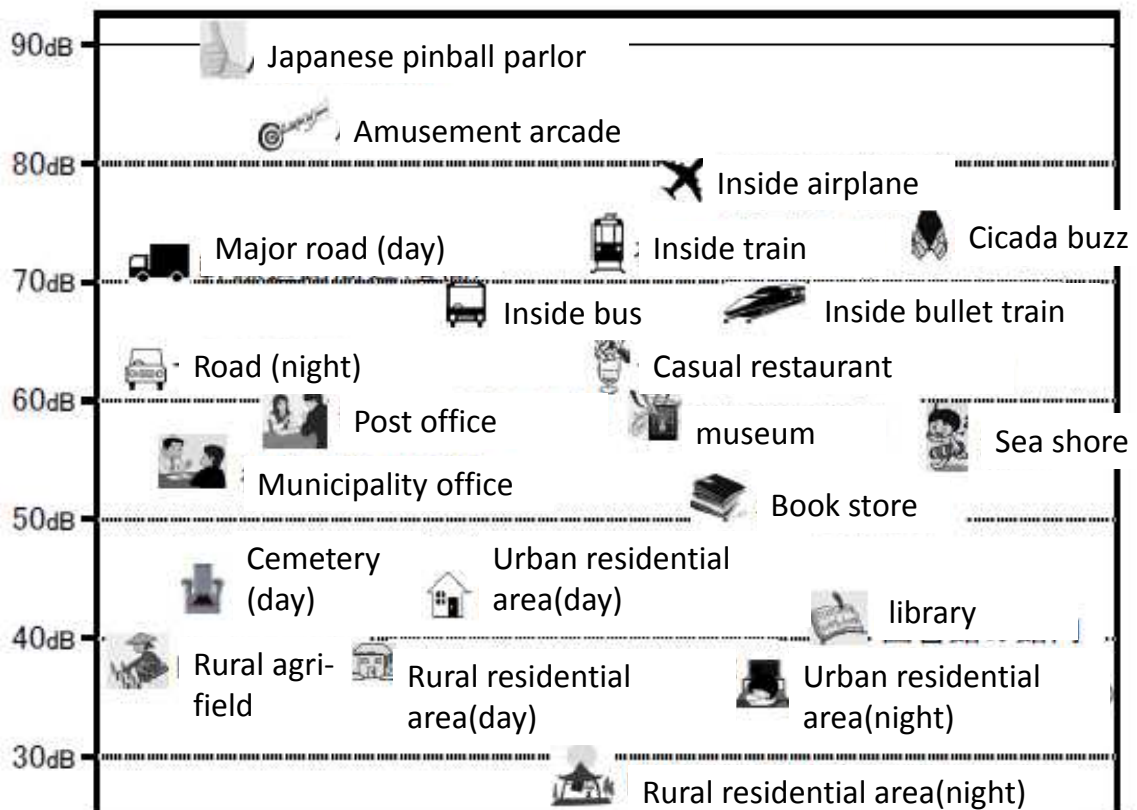 90dB
Japanese pinball parlor
Amusement arcade
80dB
Inside airplane
Major road (day)
Inside train
Cicada buzz
70dB
Inside bus
Inside bullet train
Road (night)
Casual restaurant
60dB
Post office
museum
Sea shore
Municipality office
Book store
50dB
Cemetery
(day)
Urban residential
area(day)
library
40dB
Rural agri-
field
Rural residential
area(day)
Urban residential
area(night)
30dB
Rural residential area(night)